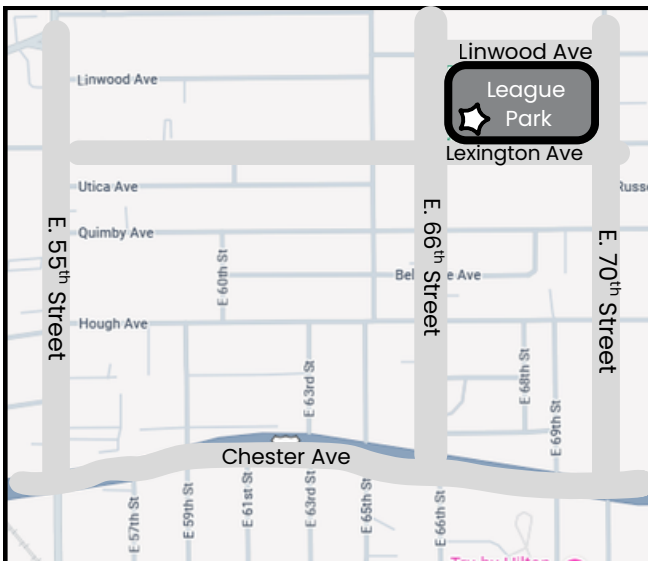 Linwood Ave
Linwood Ave
League
Park
Lexington Ave
Utica Ave
Quimby Ave
E. 55th Street
E. 66th Street
E. 70th Street
E 60th St
Ave
Hough Ave
E 63rd St
E 68th St
E 69th St
Chester Ave
E 57th St
E 59th St
E 61st St
E 63rd St
E 65th St
E 66th St